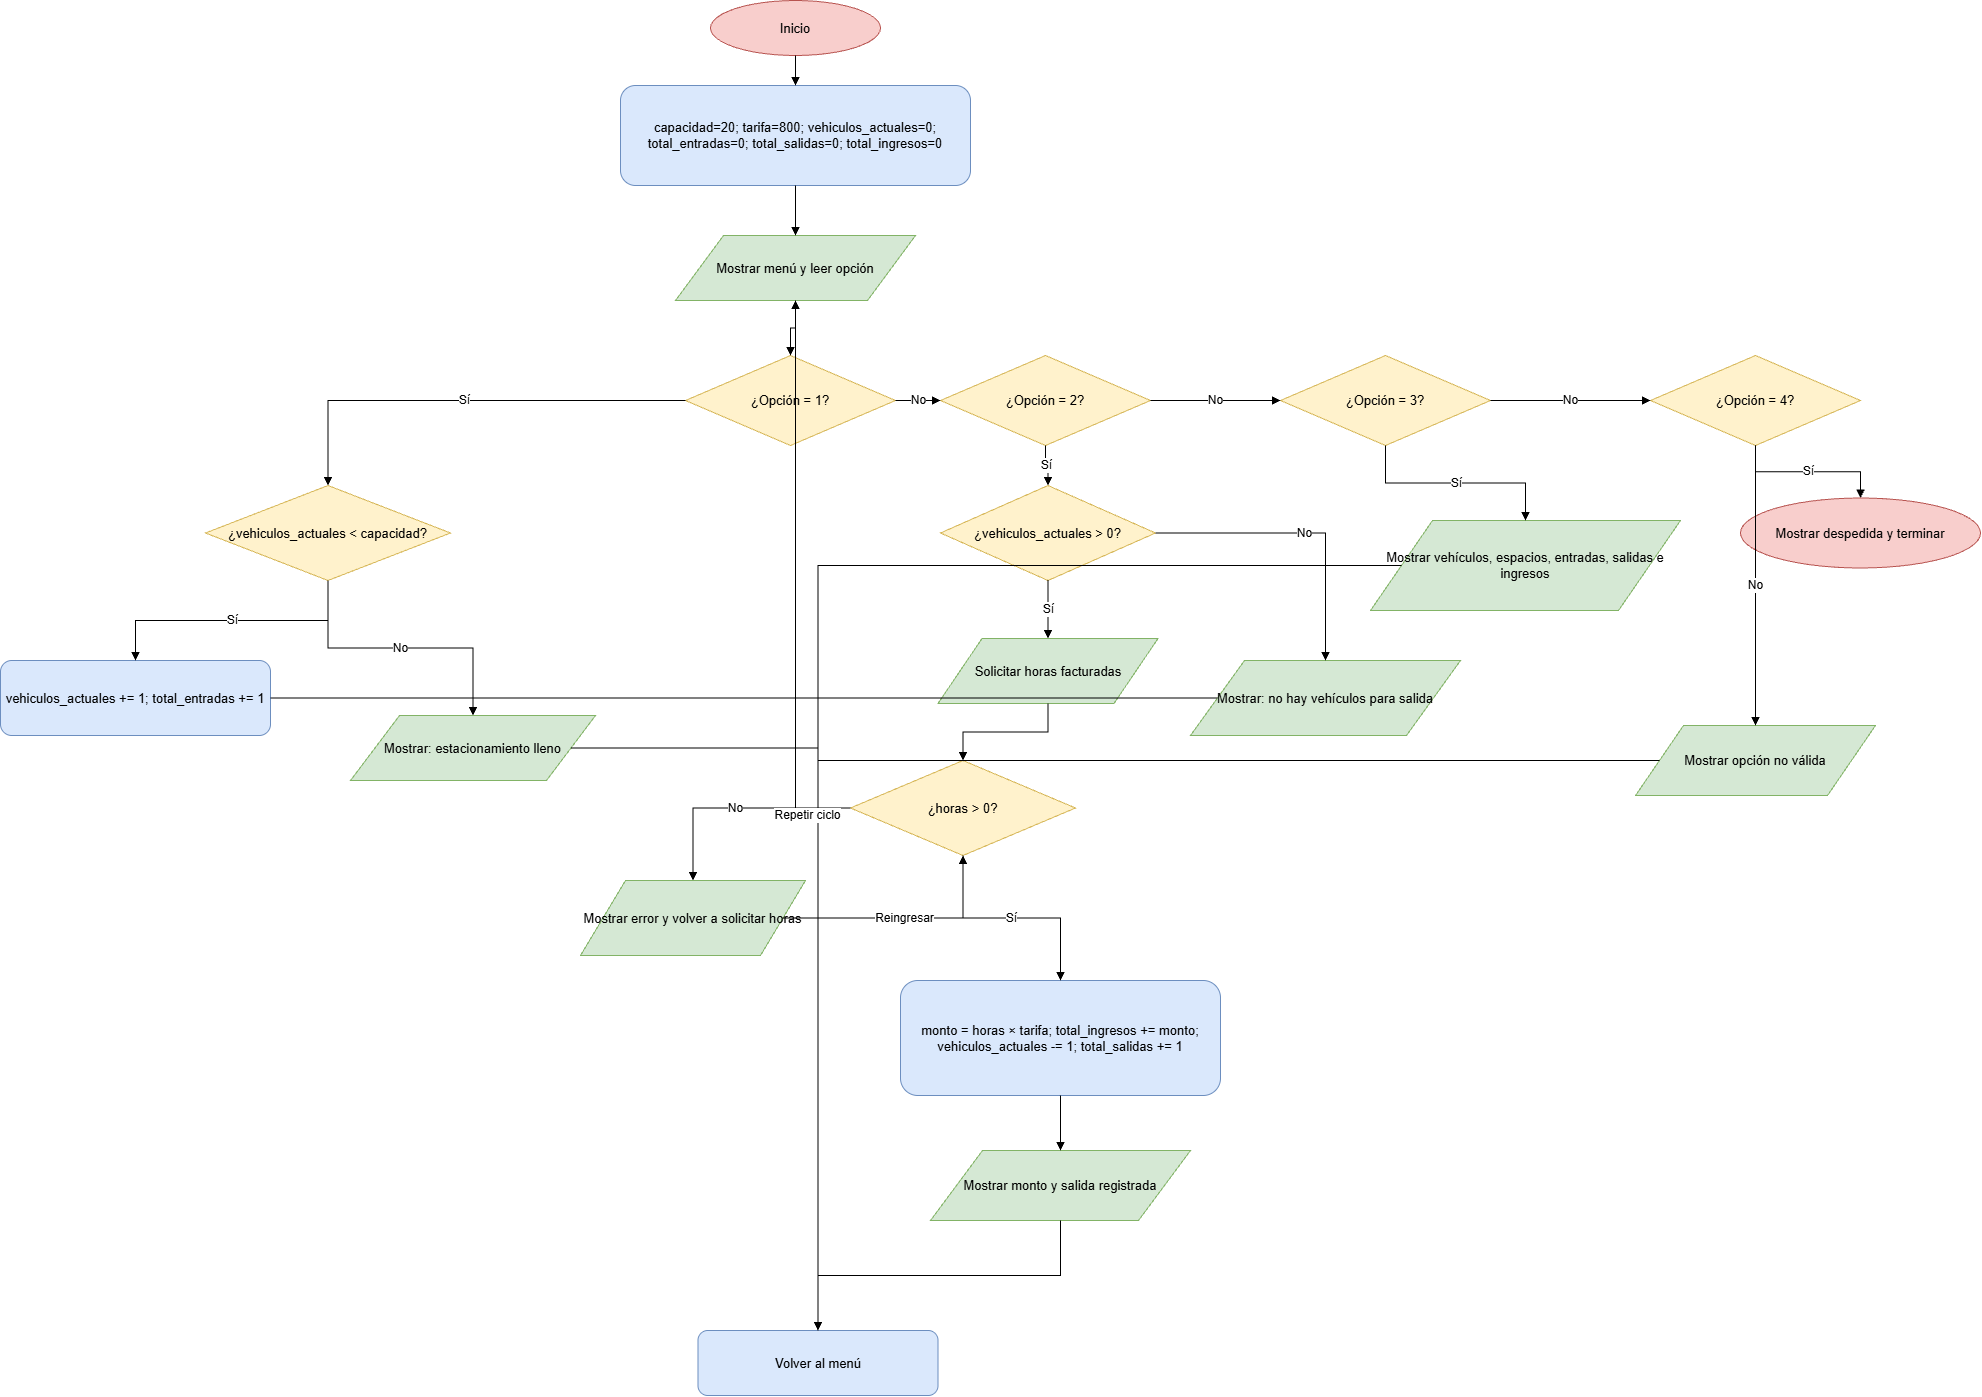 Inicio
capacidad=20; tarifa=800; vehiculos_actuales=0;
total_entradas=0; total_salidas=0; total_ingresos=0
Mostrar menú y leer opción
¿Opción = 1?
No
¿Opción = 2?
No
¿Opción = 3?
No
¿Opción = 4?
Sí
Sí
Sí
Sí
¿vehiculos_actuales < capacidad?
¿vehiculos_actuales > 0?
No
Mostrar vehículos, espacios, entradas, salidas e
ingresos
Mostrar despedida y terminar
No
Sí
No
Sí
vehiculos_actuales += 1; total_entradas += 1
Solicitar horas facturadas
Mostrar: no hay vehículos para salida
Mostrar: estacionamiento lleno
Mostrar opción no válida
No
Repetir ciclo
¿horas > 0?
Mostrar error y volver a solicitar horas
Reingresar
Sí
monto = horas × tarifa; total_ingresos += monto;
vehiculos_actuales -= 1; total_salidas += 1
Mostrar monto y salida registrada
Volver al menú